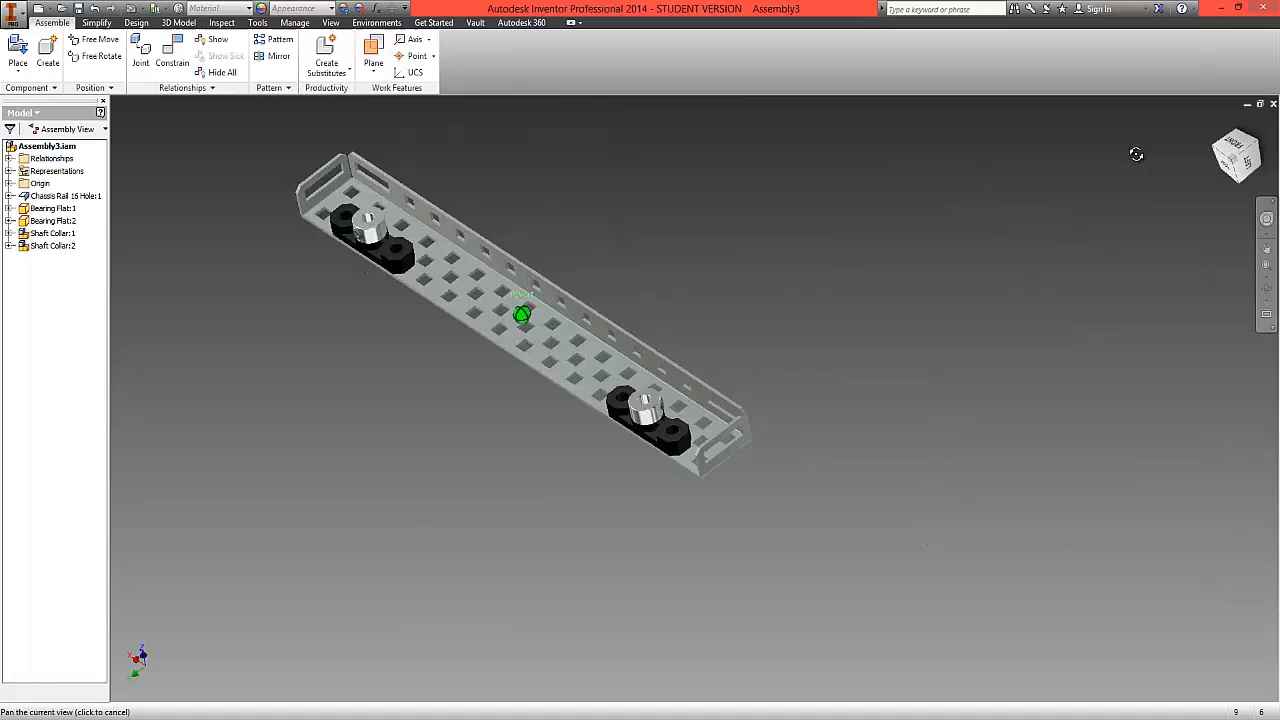 Autodesk Inventor Professional 2014 - STUDENT VERSION Assembly3
Type a keyword or phrase
Sign In
Material
Appearance
PRO
Assemble Simplify Design 3D Model Inspect Tools Manage Environments Get Started Vault Autodesk 360
Place
Create
Free Move
Free Rotate
Joint
Constrain
Show
Show Sick
Hide All
Pattern
Mirror
Create Substitutes
Plane
Axis
Point
UCS
Component Position Relationships Pattern Productivity Work Features
Model
Assembly View
Assembly3.iam
Relationships
Representations
Origin
Chassis Rail 16 Hole:1
Bearing Flat:1
Bearing Flat:2
Shaft Collar:1
Shaft Collar:2
PIVOT
Z
Pan the current view (click to cancel)
9 6